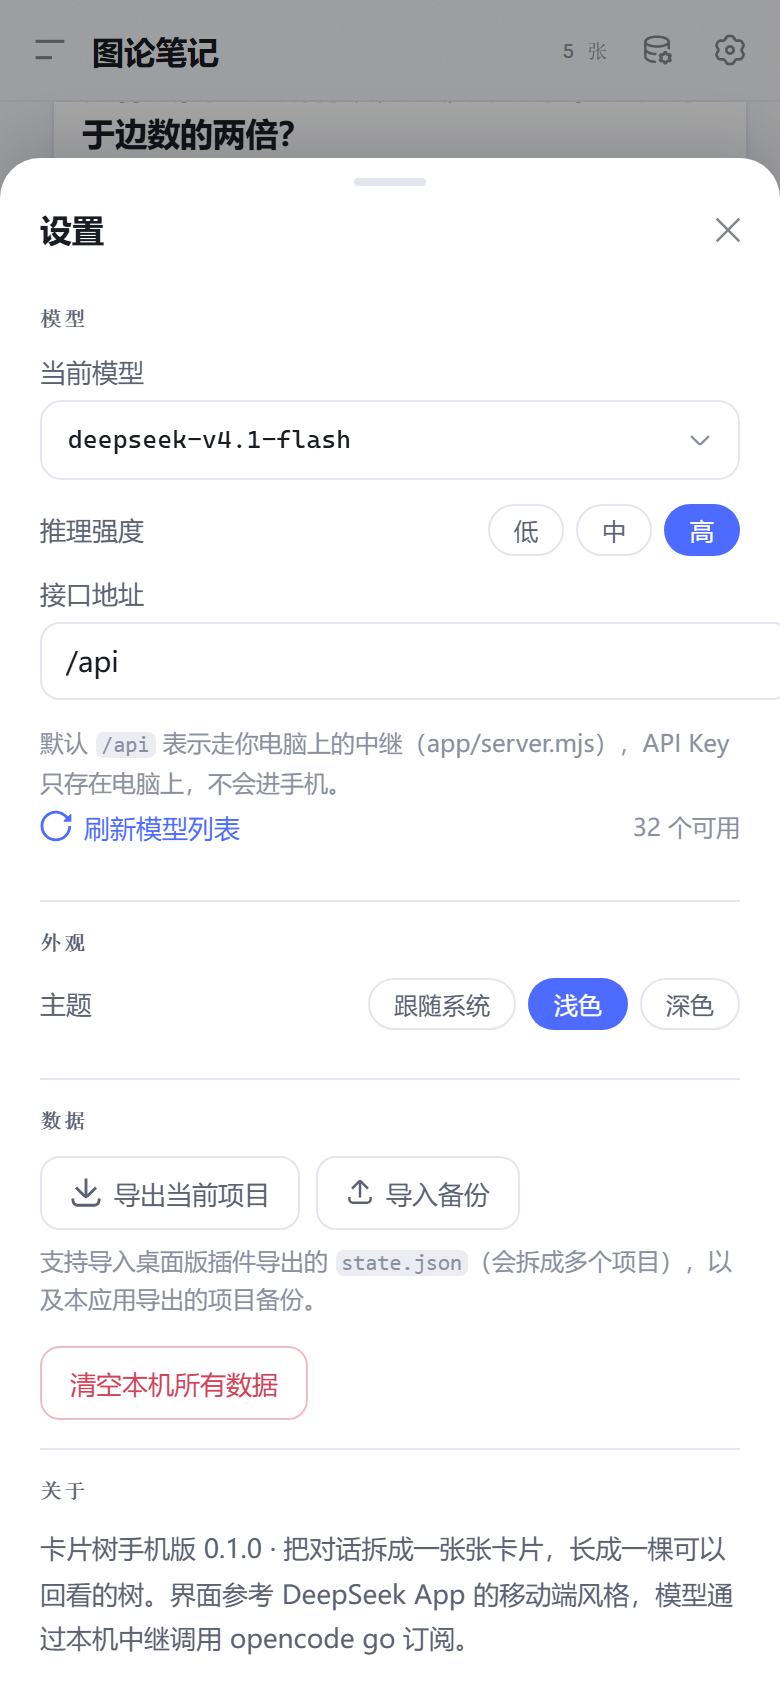 图论笔记
5 张
于边数的两倍?
设置
模型
当前模型
deepseek-v4.1-flash
推理强度
低
中
高
接口地址
/api
默认 /api 表示走你电脑上的中继（app/server.mjs），API Key
只存在电脑上，不会进手机。
刷新模型列表
32 个可用
外观
主题
跟随系统
浅色
深色
数据
导出当前项目
导入备份
支持导入桌面版插件导出的 state.json（会拆成多个项目），以
及本应用导出的项目备份。
清空本机所有数据
关于
卡片树手机版 0.1.0 · 把对话拆成一张张卡片，长成一棵可以
回看的树。界面参考 DeepSeek App 的移动端风格，模型通
过本机中继调用 opencode go 订阅。